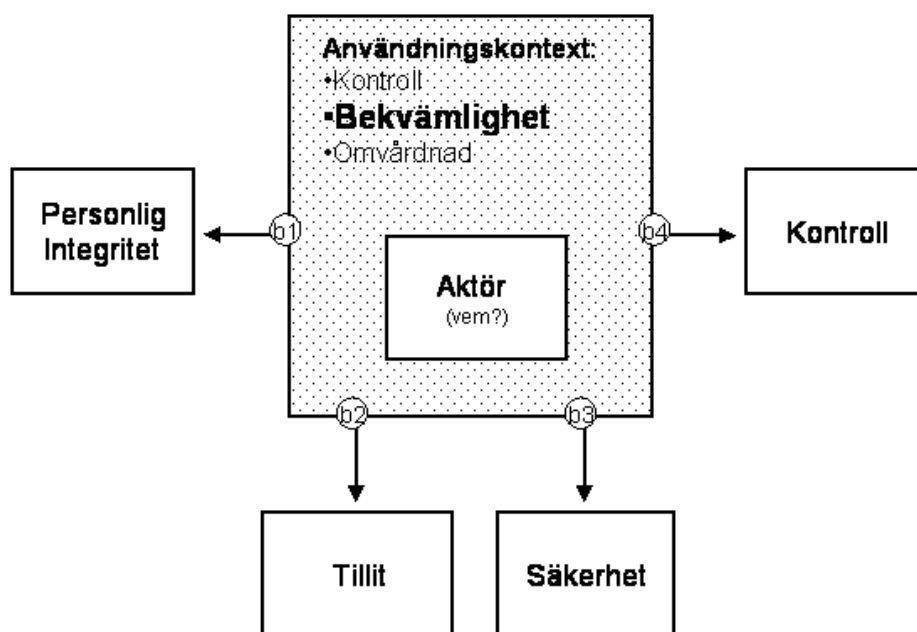 Användningskontext:
•Kontroll
•Bekvämlighet
•Omvårdnad
Personlig
Integritet
b1
b4
Kontroll
Aktör
(vem?)
b2
b3
Tillit
Säkerhet